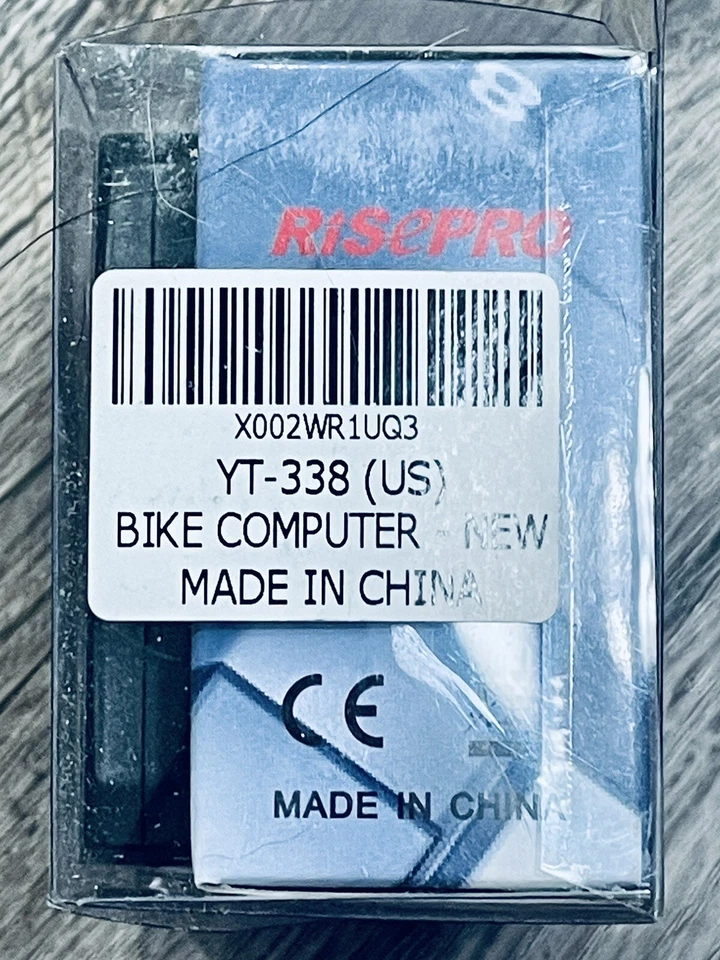 RiSePRO
X002WR1UQ3
YT-338 (US)
BIKE COMPUTER - NEW
MADE IN CHINA
CE
MADE IN CHINA